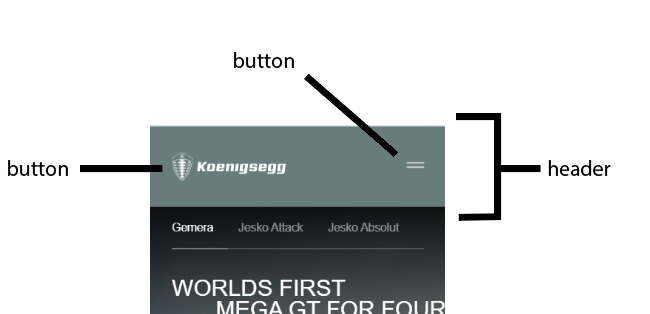 button
button
Koenigsegg
header
Gemera Jesko Attack Jesko Absolut
WORLDS FIRST
MEGA GT FOR FOUR